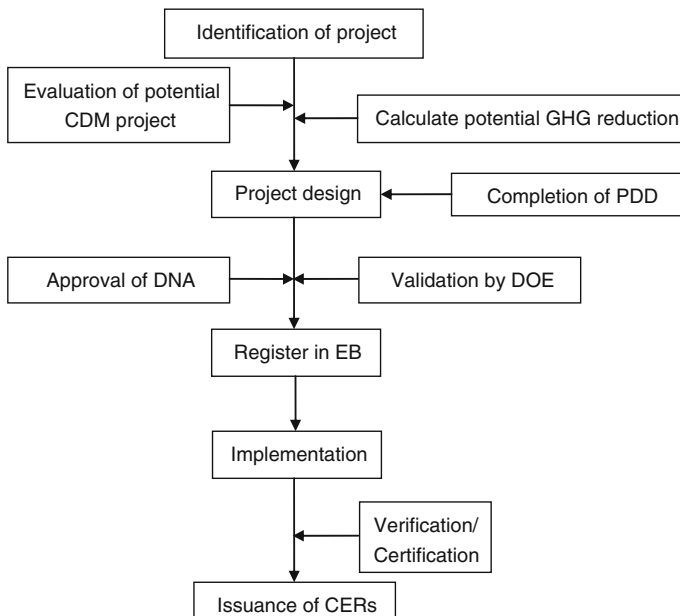 Identification of project
Evaluation of potential
CDM project
Calculate potential GHG reduction
Project design
Completion of PDD
Approval of DNA
Validation by DOE
Register in EB
Implementation
Verification/
Certification
Issuance of CERs